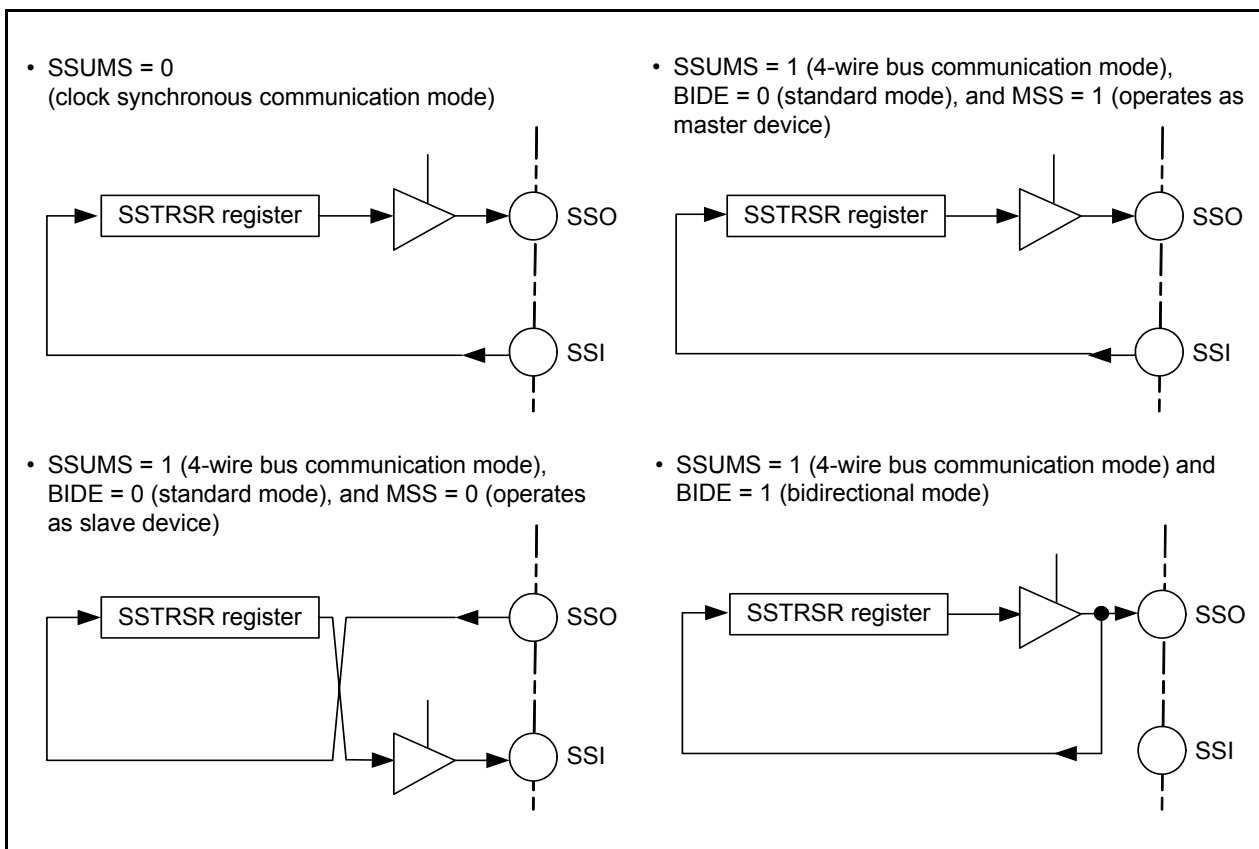 • SSUMS = 0
(clock synchronous communication mode)
SSTRSR register
SSO
SSI
• SSUMS = 1 (4-wire bus communication mode),
BIDE = 0 (standard mode), and MSS = 1 (operates as
master device)
SSTRSR register
SSO
SSI
• SSUMS = 1 (4-wire bus communication mode),
BIDE = 0 (standard mode), and MSS = 0 (operates
as slave device)
SSTRSR register
SSO
SSI
• SSUMS = 1 (4-wire bus communication mode) and
BIDE = 1 (bidirectional mode)
SSTRSR register
SSO
SSI